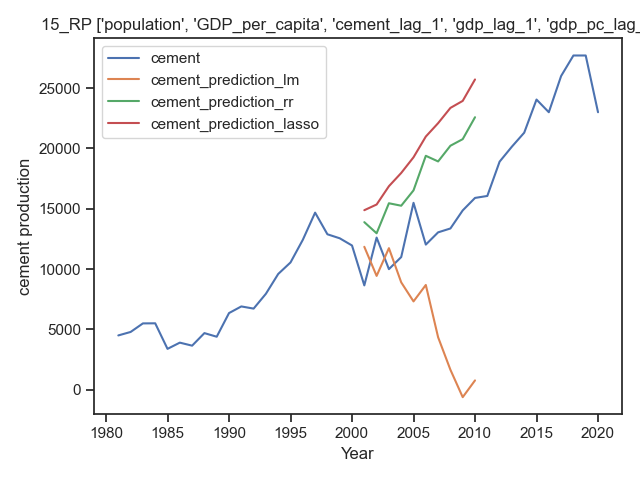 15_RP ['population', 'GDP_per_capita', 'cement_lag_1', 'gdp_lag_1', 'gdp_pc_lag_
cement
cement_prediction_lm
cement_prediction_rr
cement_prediction_lasso
cement production
25000
20000
15000
10000
5000
0
1980 1985 1990 1995 2000 2005 2010 2015 2020
Year